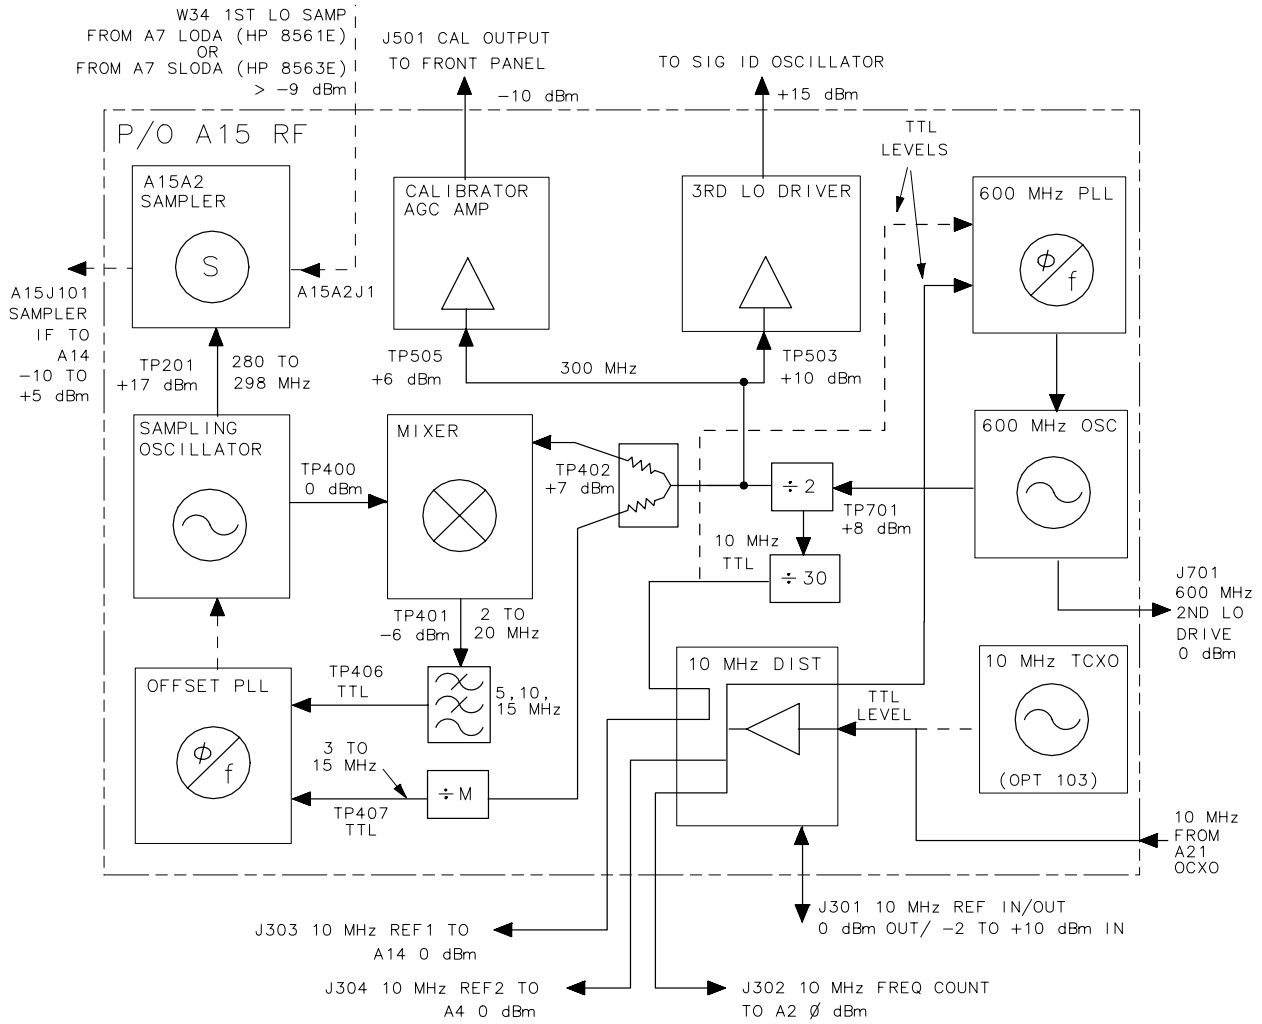 W34 1ST LO SAMP
FROM A7 LODA (HP 8561E)
OR
FROM A7 SLODA (HP 8563E)
> -9 dBm
J501 CAL OUTPUT
TO FRONT PANEL
-10 dBm
TO SIG ID OSCILLATOR
+15 dBm
P/O A15 RF
TTL
LEVELS
A15A2
SAMPLER
S
CALIBRATOR
AGC AMP
3RD LO DRIVER
600 MHz PLL
ϕ
f
A15J101
SAMPLER
IF TO
A14
-10 TO
+5 dBm
A15A2J1
TP201
+17 dBm
280 TO
298 MHz
TP505
+6 dBm
300 MHz
TP503
+10 dBm
SAMPLING
OSCILLATOR
TP400
0 dBm
MIXER
TP402
+7 dBm
÷ 2
TP701
+8 dBm
600 MHz OSC
10 MHz
TTL
÷ 30
J701
600 MHz
2ND LO
DRIVE
0 dBm
TP401
-6 dBm
2 TO
20 MHz
OFFSET PLL
ϕ
f
TP406
TTL
5,10,
15 MHz
3 TO
15 MHz
÷ M
TP407
TTL
10 MHz DIST
TTL
LEVEL
10 MHz TCXO
(OPT 103)
10 MHz
FROM
A21
OCXO
J301 10 MHz REF IN/OUT
0 dBm OUT/ -2 TO +10 dBm IN
J303 10 MHz REF1 TO
A14 0 dBm
J304 10 MHz REF2 TO
A4 0 dBm
J302 10 MHz FREQ COUNT
TO A2 Ø dBm